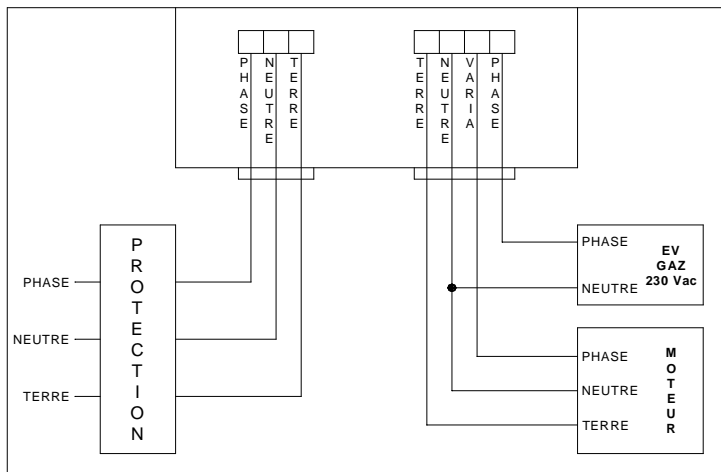 PHASE
NEUTRE
TERRE
TERRE
NEUTRE
VARIA
PHASE
PHASE
NEUTRE
TERRE
PROTECTION
PHASE
NEUTRE
EV
GAZ
230 Vac
PHASE
NEUTRE
TERRE
MOTEUR